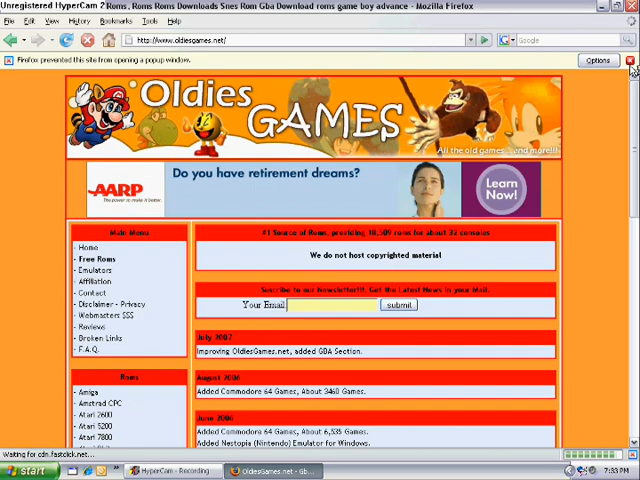 Unregistered HyperCam 2
Roms, Roms Roms Downloads Snes Rom Gba Download roms game boy advance - Mozilla Firefox
File Edit View History Bookmarks Tools Help
http://www.oldiesgames.net/
Google
Firefox prevented this site from opening a popup window.
Options
Oldies
GAMES
All the old games... and more!!!
AARP
The power to make it better.
Do you have retirement dreams?
Learn
Now!
Main Menu
- Home
- Free Roms
- Emulators
- Affiliation
- Contact
- Disclaimer - Privacy
- Webmasters $$$
- Reviews
- Broken Links
- F.A.Q.
Roms
- Amiga
- Amstrad CPC
- Atari 2600
- Atari 5200
- Atari 7800
#1 Source of Roms, providing 18,509 roms for about 32 consoles
We do not host copyrighted material
Suscribe to our Newsletter!!!. Get the Latest News in your Mail.
Your Email
submit
July 2007
Improving OldiesGames.net, added GBA Section.
August 2006
Added Commodore 64 Games, About 3460 Games.
June 2006
Added Commodore 64 Games, About 6,535 Games.
Added Nestopia (Nintendo) Emulator for Windows.
Waiting for cdn.fastclick.net...
start
HyperCam - Recording
OldiesGames.net - Gb...
7:33 PM